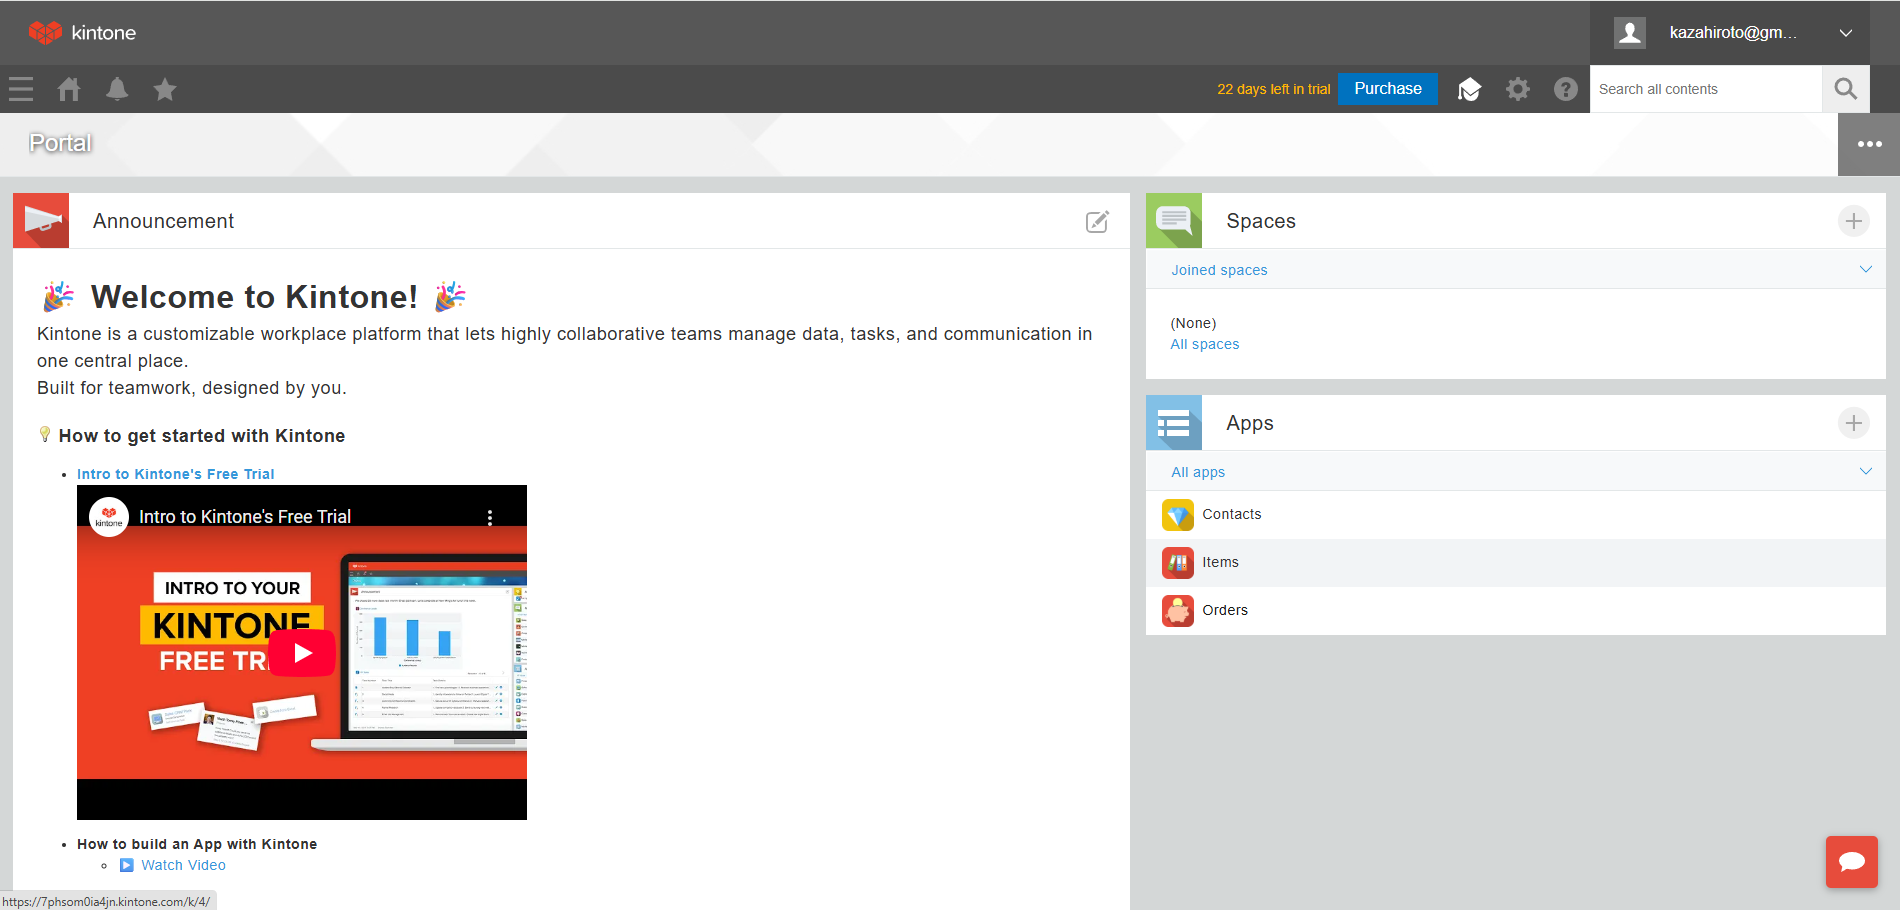 kintone
kazahiroto@gm...
22 days left in trial
Purchase
Search all contents
Portal
Announcement
Welcome to Kintone!
Kintone is a customizable workplace platform that lets highly collaborative teams manage data, tasks, and communication in
one central place.
Built for teamwork, designed by you.
How to get started with Kintone
Intro to Kintone's Free Trial
kintone
Intro to Kintone's Free Trial
INTRO TO YOUR
KINTONE
FREE TR
How to build an App with Kintone
Watch Video
https://7phsom0ia4jn.kintone.com/k/4/
Spaces
Joined spaces
(None)
All spaces
Apps
All apps
Contacts
Items
Orders